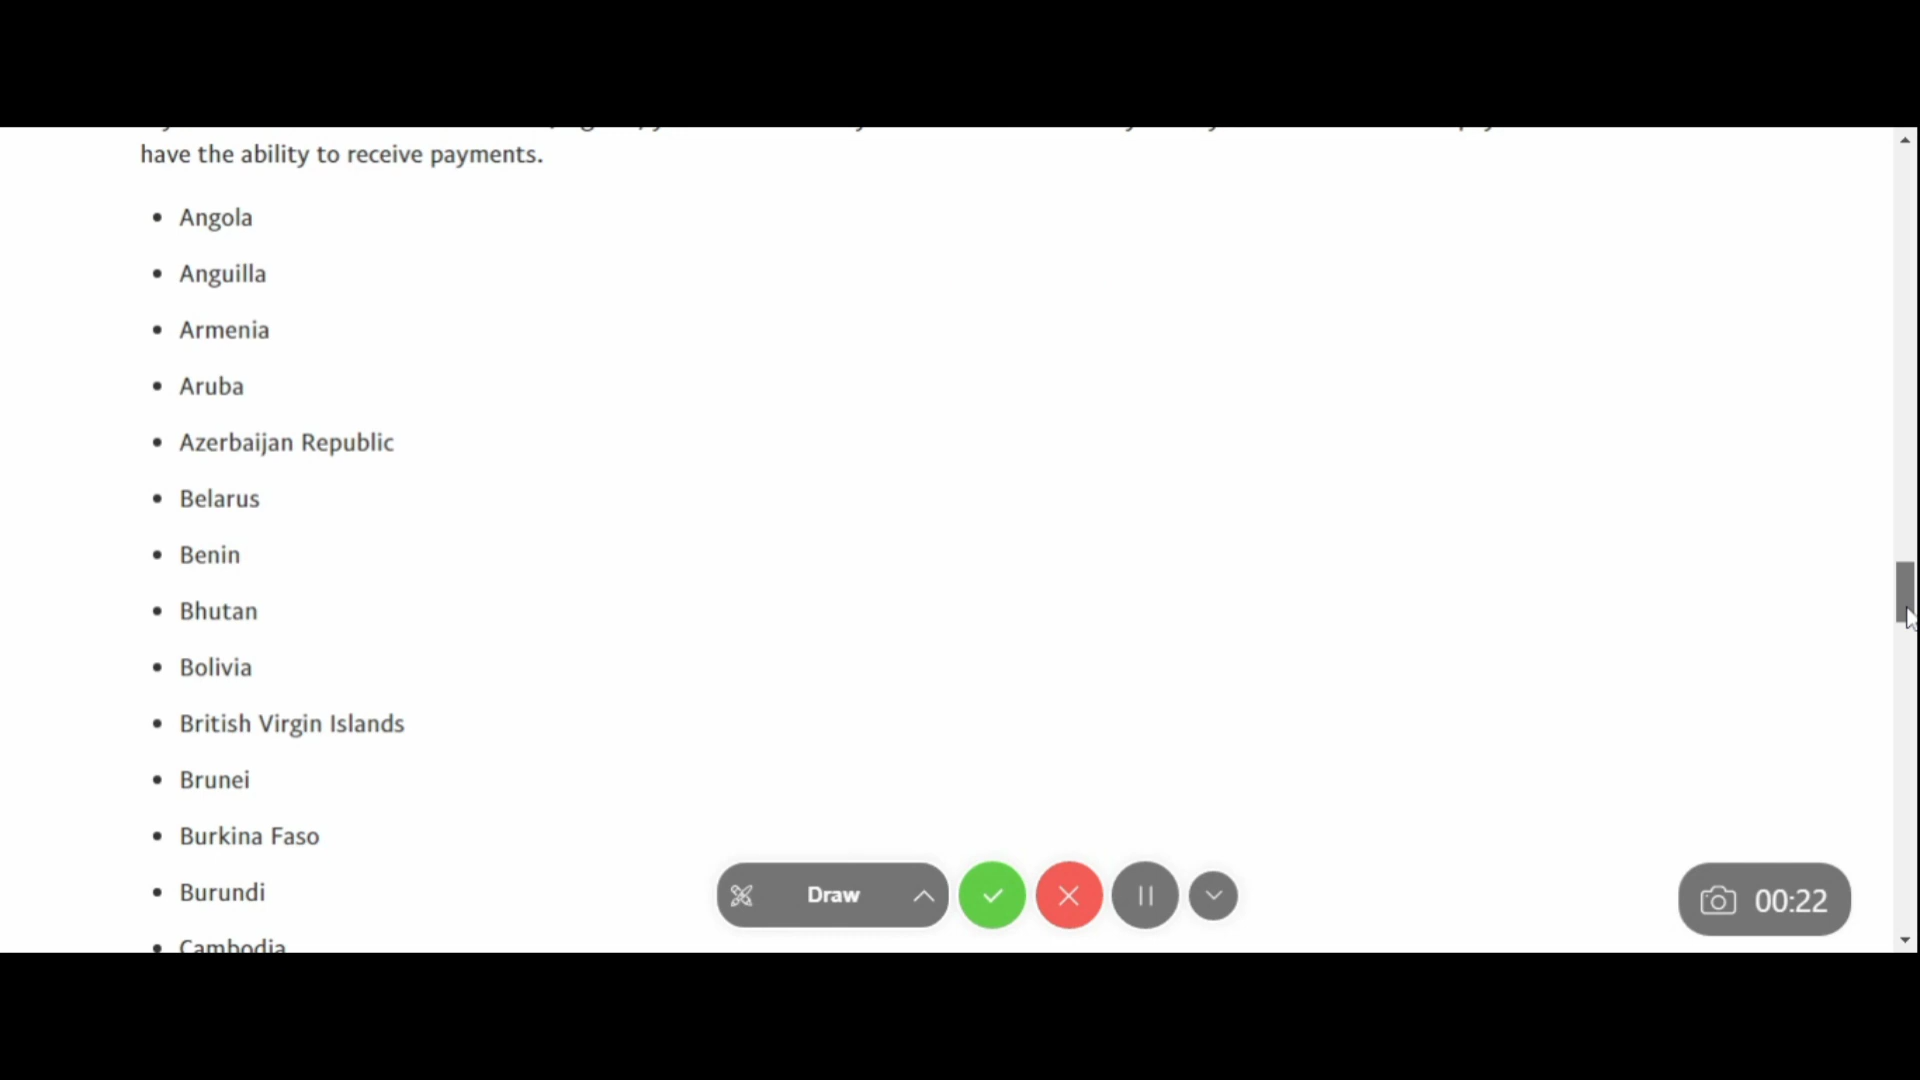 have the ability to receive payments.
Angola
Anguilla
Armenia
Aruba
Azerbaijan Republic
Belarus
Benin
Bhutan
Bolivia
British Virgin Islands
Brunei
Burkina Faso
Burundi
Cambodia
Draw
00:22